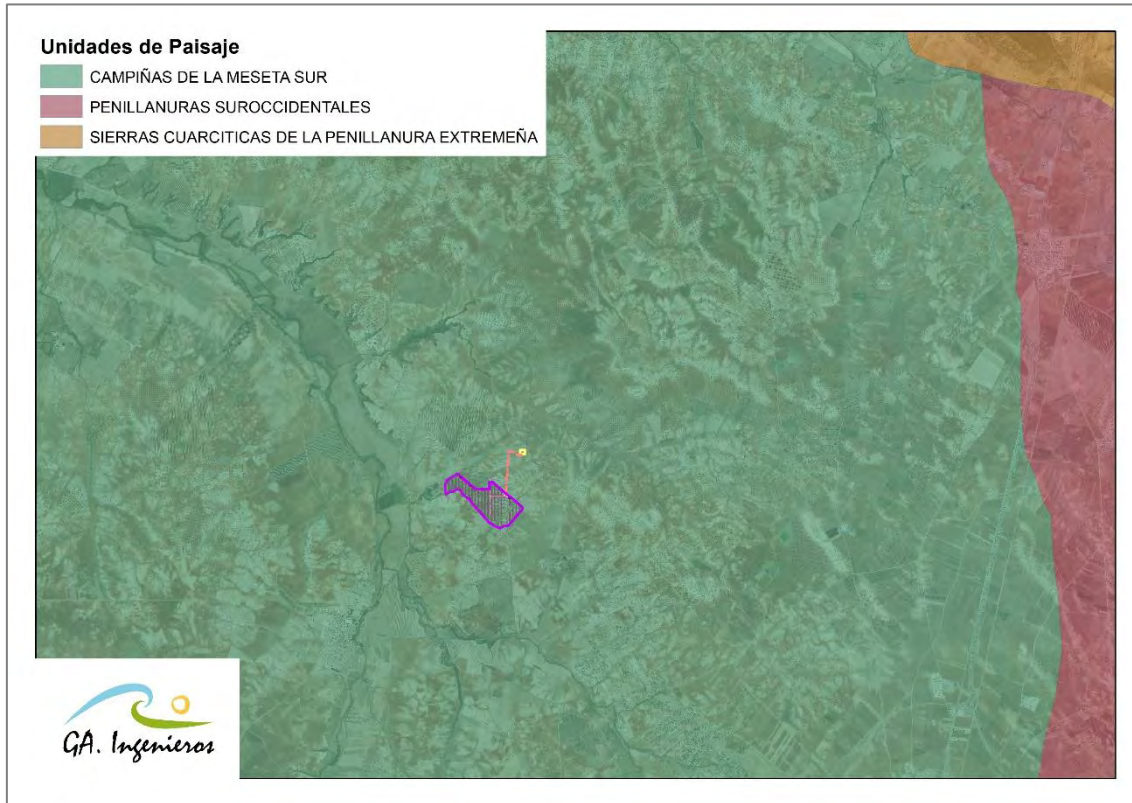 Unidades de Paisaje
CAMPIÑAS DE LA MESETA SUR
PENILLANURAS SUROCCIDENTALES
SIERRAS CUARCITICAS DE LA PENILLANURA EXTREMEÑA
GA. Ingenieros